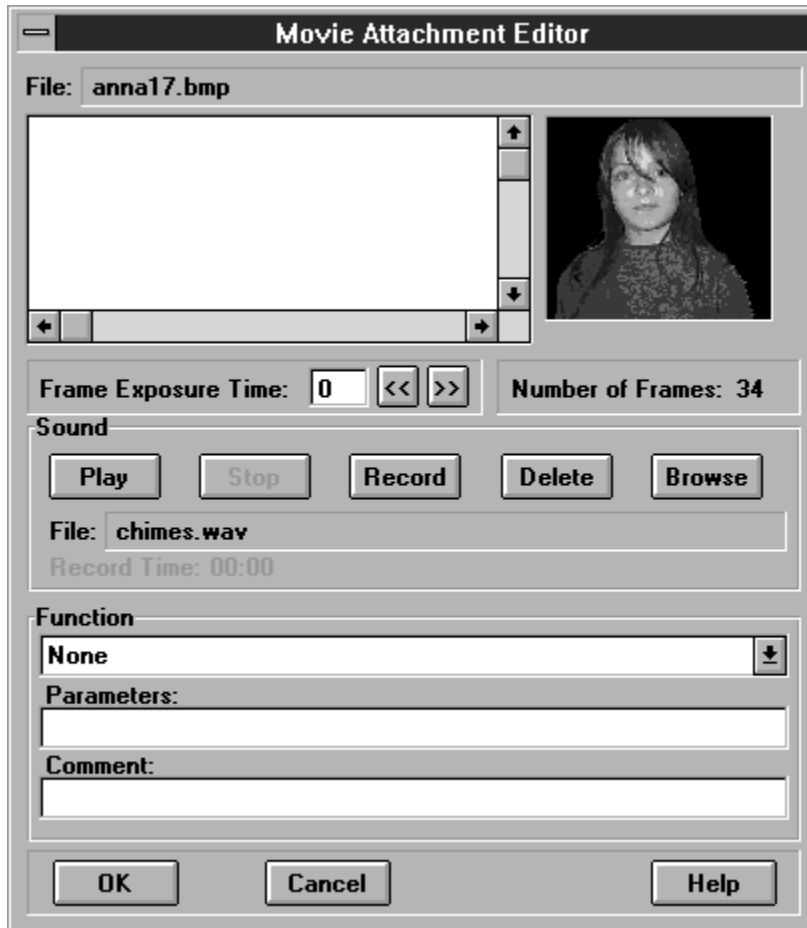 Movie Attachment Editor
File: anna17.bmp
Frame Exposure Time: 0 << >> Number of Frames: 34
Sound
Play Stop Record Delete Browse
File: chimes.wav
Record Time: 00:00
Function
None
Parameters:
Comment:
OK Cancel Help